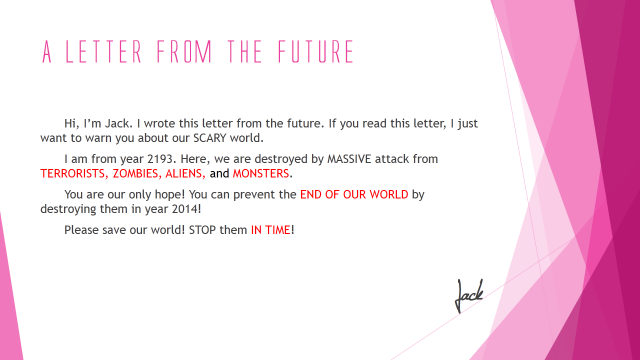 A LETTER FROM THE FUTURE
Hi, I'm Jack. I wrote this letter from the future. If you read this letter, I just
want to warn you about our SCARY world.
I am from year 2193. Here, we are destroyed by MASSIVE attack from
TERRORISTS, ZOMBIES, ALIENS, and MONSTERS.
You are our only hope! You can prevent the END OF OUR WORLD by
destroying them in year 2014!
Please save our world! STOP them IN TIME!
Jack